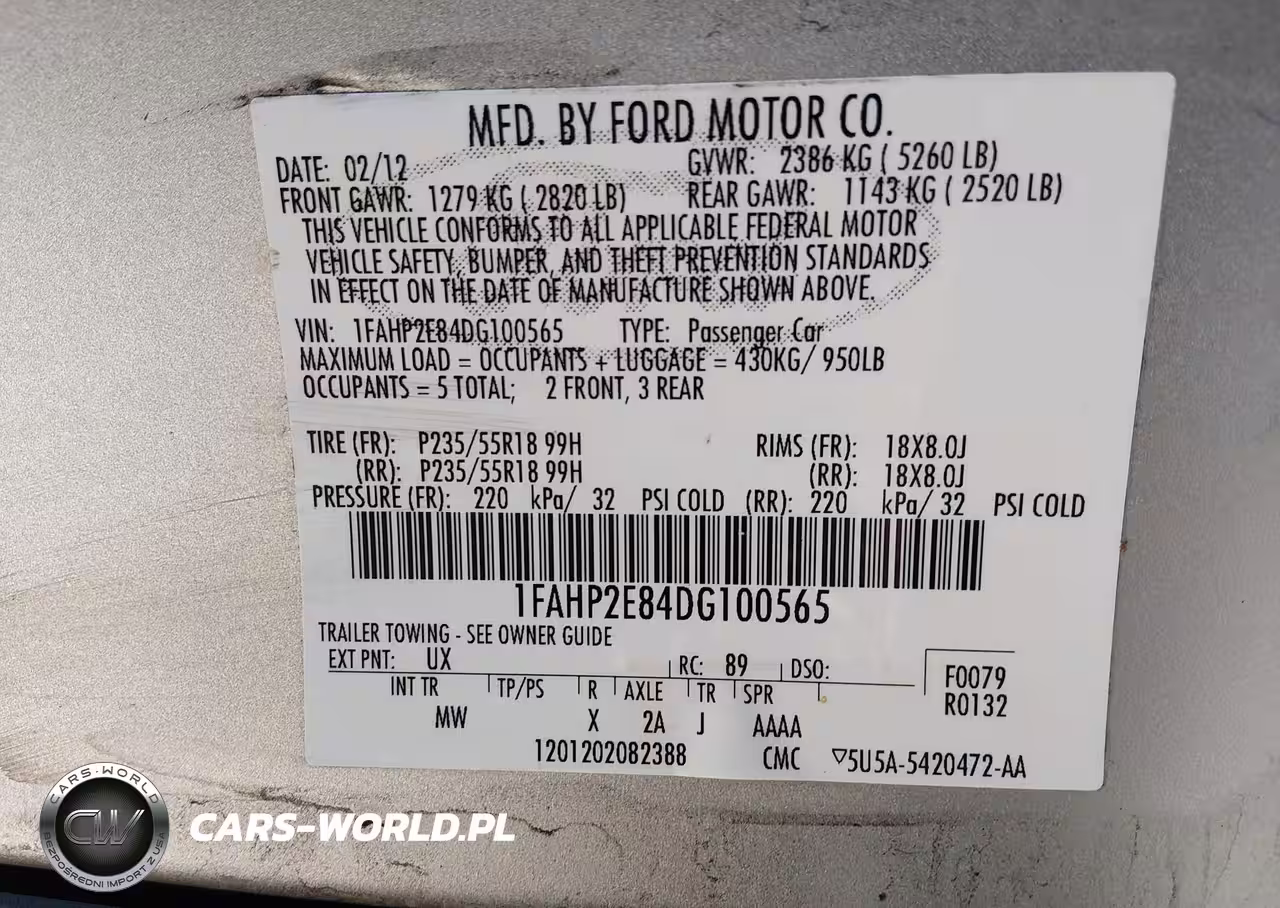 MFD. BY FORD MOTOR CO.
DATE: 02/12 GVWR: 2386 KG ( 5260 LB)
FRONT GAWR: 1279 KG ( 2820 LB) REAR GAWR: 1143 KG ( 2520 LB)
THIS VEHICLE CONFORMS TO ALL APPLICABLE FEDERAL MOTOR
VEHICLE SAFETY, BUMPER, AND THEFT PREVENTION STANDARDS
IN EFFECT ON THE DATE OF MANUFACTURE SHOWN ABOVE.
VIN: 1FAHP2E84DG100565 TYPE: Passenger Car
MAXIMUM LOAD = OCCUPANTS + LUGGAGE = 430KG/ 950LB
OCCUPANTS = 5 TOTAL; 2 FRONT, 3 REAR
TIRE (FR): P235/55R18 99H RIMS (FR): 18X8.0J
(RR): P235/55R18 99H (RR): 18X8.0J
PRESSURE (FR): 220 kPa/ 32 PSI COLD (RR): 220 kPa/ 32 PSI COLD
1FAHP2E84DG100565
TRAILER TOWING - SEE OWNER GUIDE
EXT PNT: UX RC: 89 DSO: F0079
INT TR TP/PS R AXLE TR SPR R0132
MW X 2A J AAAA
1201202082388 CMC ▽5U5A-5420472-AA
CARS-WORLD
CW
BEZPOŚREDNI IMPORT Z USA
CARS-WORLD.PL